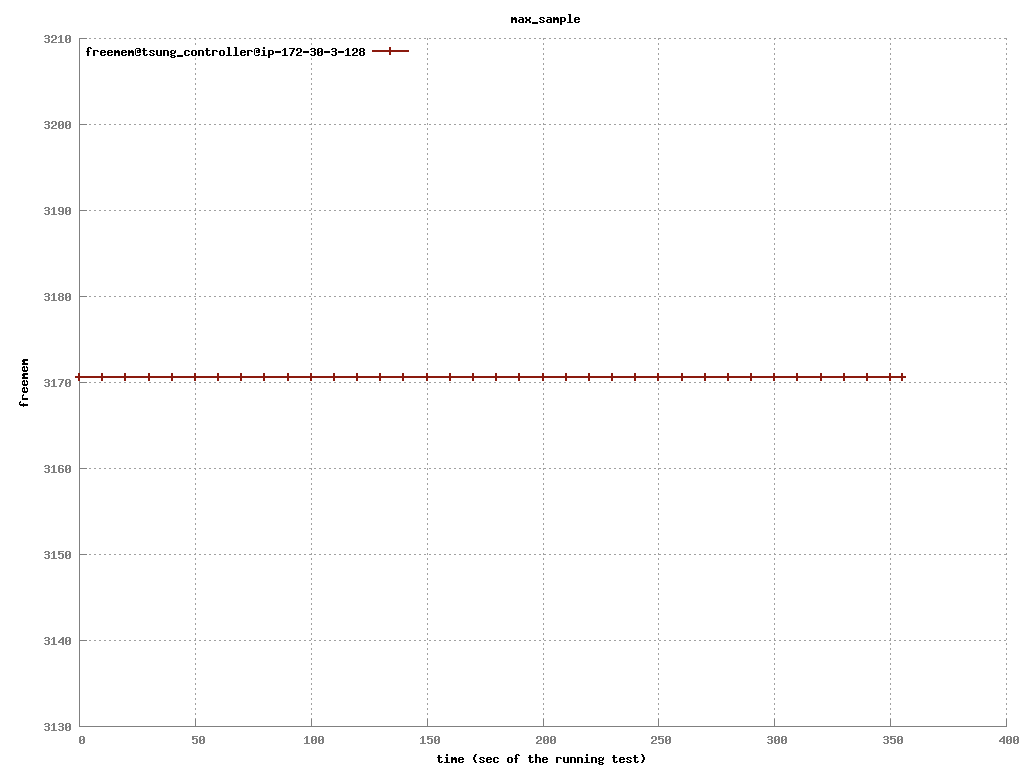 max_sample
3210
freemem@tsung_controller@ip-172-30-3-128
3200
3190
3180
freemem
3170
3160
3150
3140
3130
0 50 100 150 200 250 300 350 400
time (sec of the running test)